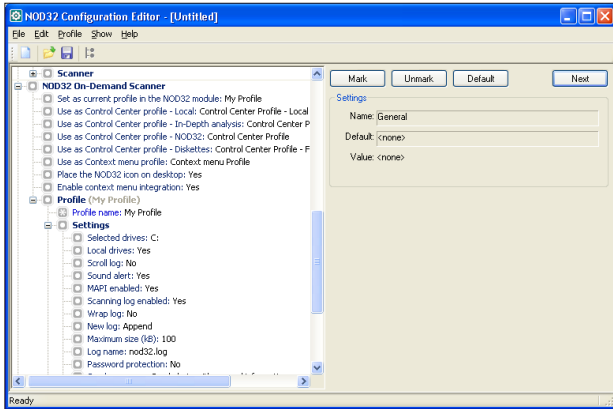 NOD32 Configuration Editor - [Untitled]
File Edit Profile Show Help
Scanner
NOD32 On-Demand Scanner
Set as current profile in the NOD32 module: My Profile
Use as Control Center profile - Local: Control Center Profile - Local
Use as Control Center profile - In-Depth analysis: Control Center P
Use as Control Center profile - NOD32: Control Center Profile
Use as Control Center profile - Diskettes: Control Center Profile - F
Use as Context menu profile: Context menu Profile
Place the NOD32 icon on desktop: Yes
Enable context menu integration: Yes
Profile (My Profile)
Profile name: My Profile
Settings
Selected drives: C:
Local drives: Yes
Scroll log: No
Sound alert: Yes
MAPI enabled: Yes
Scanning log enabled: Yes
Wrap log: No
New log: Append
Maximum size (kB): 100
Log name: nod32.log
Password protection: No
Mark Unmark Default Next
Settings
Name: General
Default: <none>
Value: <none>
Ready